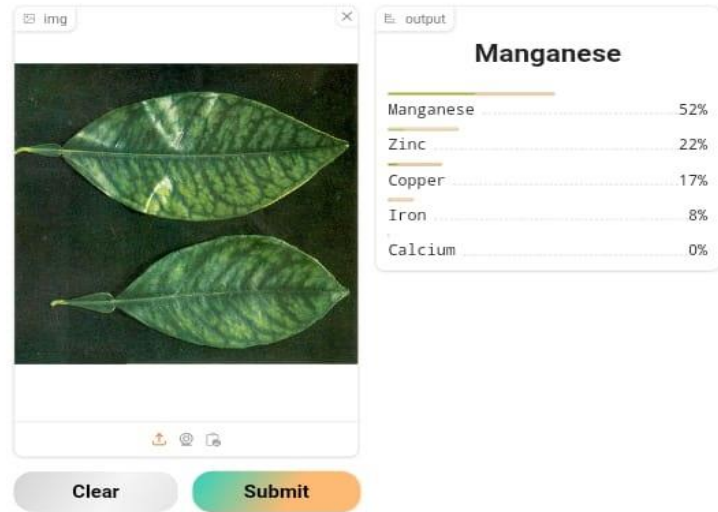 img
output
Manganese
Manganese 52%
Zinc 22%
Copper 17%
Iron 8%
Calcium 0%
Clear
Submit